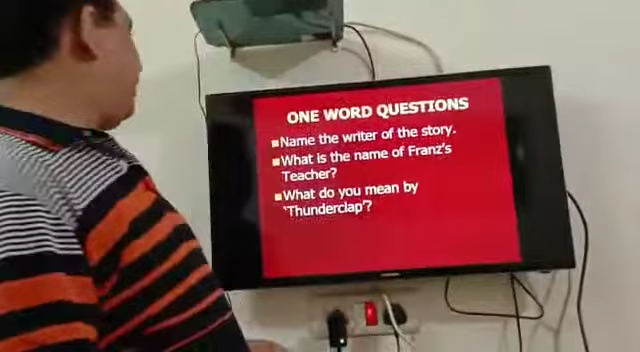 ONE WORD QUESTIONS
Name the writer of the story.
What is the name of Franz's
Teacher?
What do you mean by
'Thunderclap'?